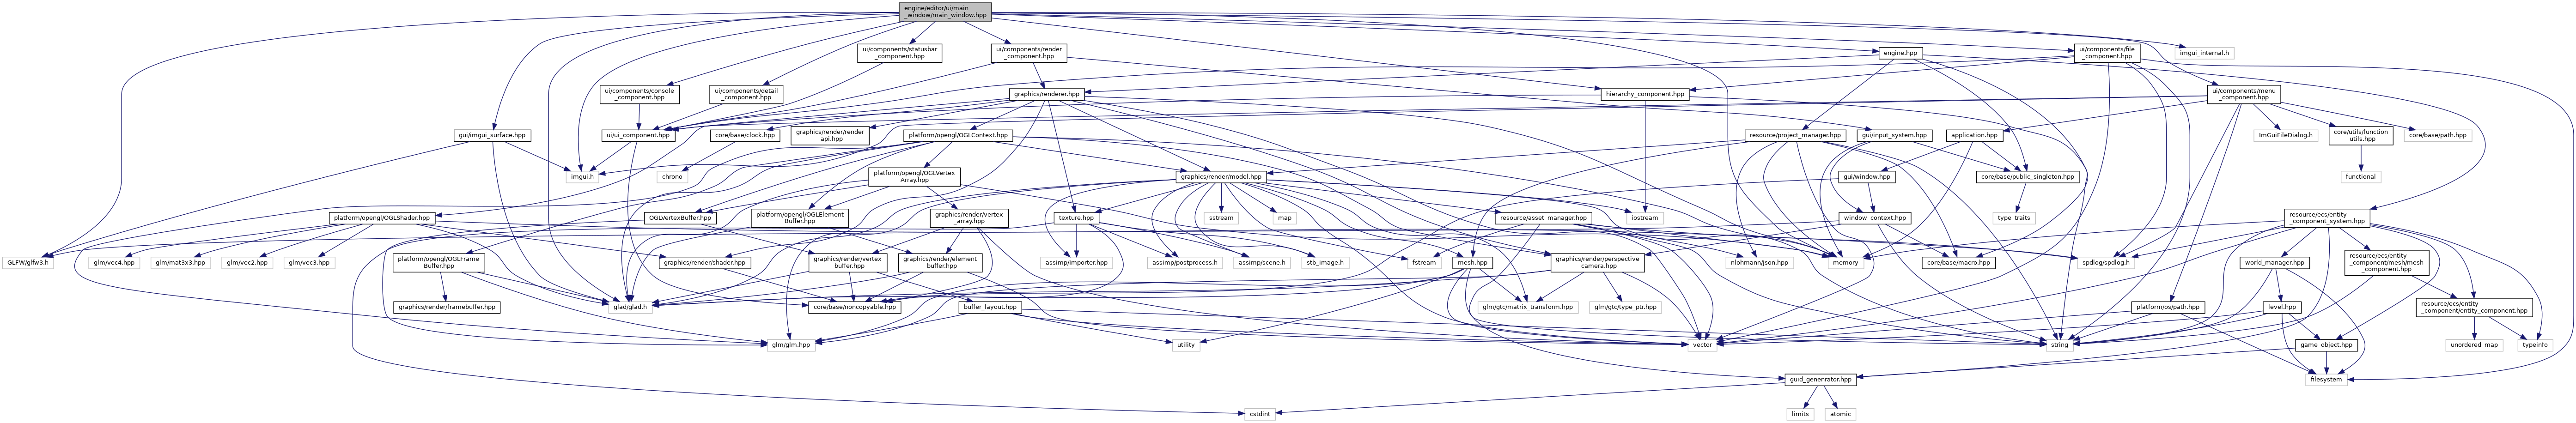 engine/editor/ui/main
_window/main_window.hpp
ui/components/statusbar
_component.hpp
ui/components/render
_component.hpp
engine.hpp
ui/components/file
_component.hpp
imgui_internal.h
ui/components/console
_component.hpp
ui/components/detail
_component.hpp
graphics/renderer.hpp
hierarchy_component.hpp
ui/components/menu
_component.hpp
gui/imgui_surface.hpp
ui/ui_component.hpp
core/base/clock.hpp
graphics/render/render
_api.hpp
platform/opengl/OGLContext.hpp
resource/project_manager.hpp
gui/input_system.hpp
application.hpp
ImGuiFileDialog.h
core/utils/function
_utils.hpp
core/base/path.hpp
imgui.h
chrono
platform/opengl/OGLVertex
Array.hpp
graphics/render/model.hpp
gui/window.hpp
core/base/public_singleton.hpp
functional
platform/opengl/OGLShader.hpp
OGLVertexBuffer.hpp
platform/opengl/OGLElement
Buffer.hpp
graphics/render/vertex
_array.hpp
texture.hpp
sstream
map
resource/asset_manager.hpp
iostream
window_context.hpp
type_traits
resource/ecs/entity
_component_system.hpp
GLFW/glfw3.h
glm/vec4.hpp
glm/mat3x3.hpp
glm/vec2.hpp
glm/vec3.hpp
platform/opengl/OGLFrame
Buffer.hpp
graphics/render/shader.hpp
graphics/render/vertex
_buffer.hpp
graphics/render/element
_buffer.hpp
assimp/Importer.hpp
assimp/postprocess.h
assimp/scene.h
stb_image.h
fstream
mesh.hpp
graphics/render/perspective
_camera.hpp
nlohmann/json.hpp
memory
core/base/macro.hpp
spdlog/spdlog.h
world_manager.hpp
resource/ecs/entity
_component/mesh/mesh
_component.hpp
graphics/render/framebuffer.hpp
glad/glad.h
core/base/noncopyable.hpp
buffer_layout.hpp
glm/gtc/matrix_transform.hpp
glm/gtc/type_ptr.hpp
platform/os/path.hpp
level.hpp
resource/ecs/entity
_component/entity_component.hpp
glm/glm.hpp
utility
vector
string
game_object.hpp
unordered_map
typeinfo
guid_genenrator.hpp
filesystem
cstdint
limits
atomic